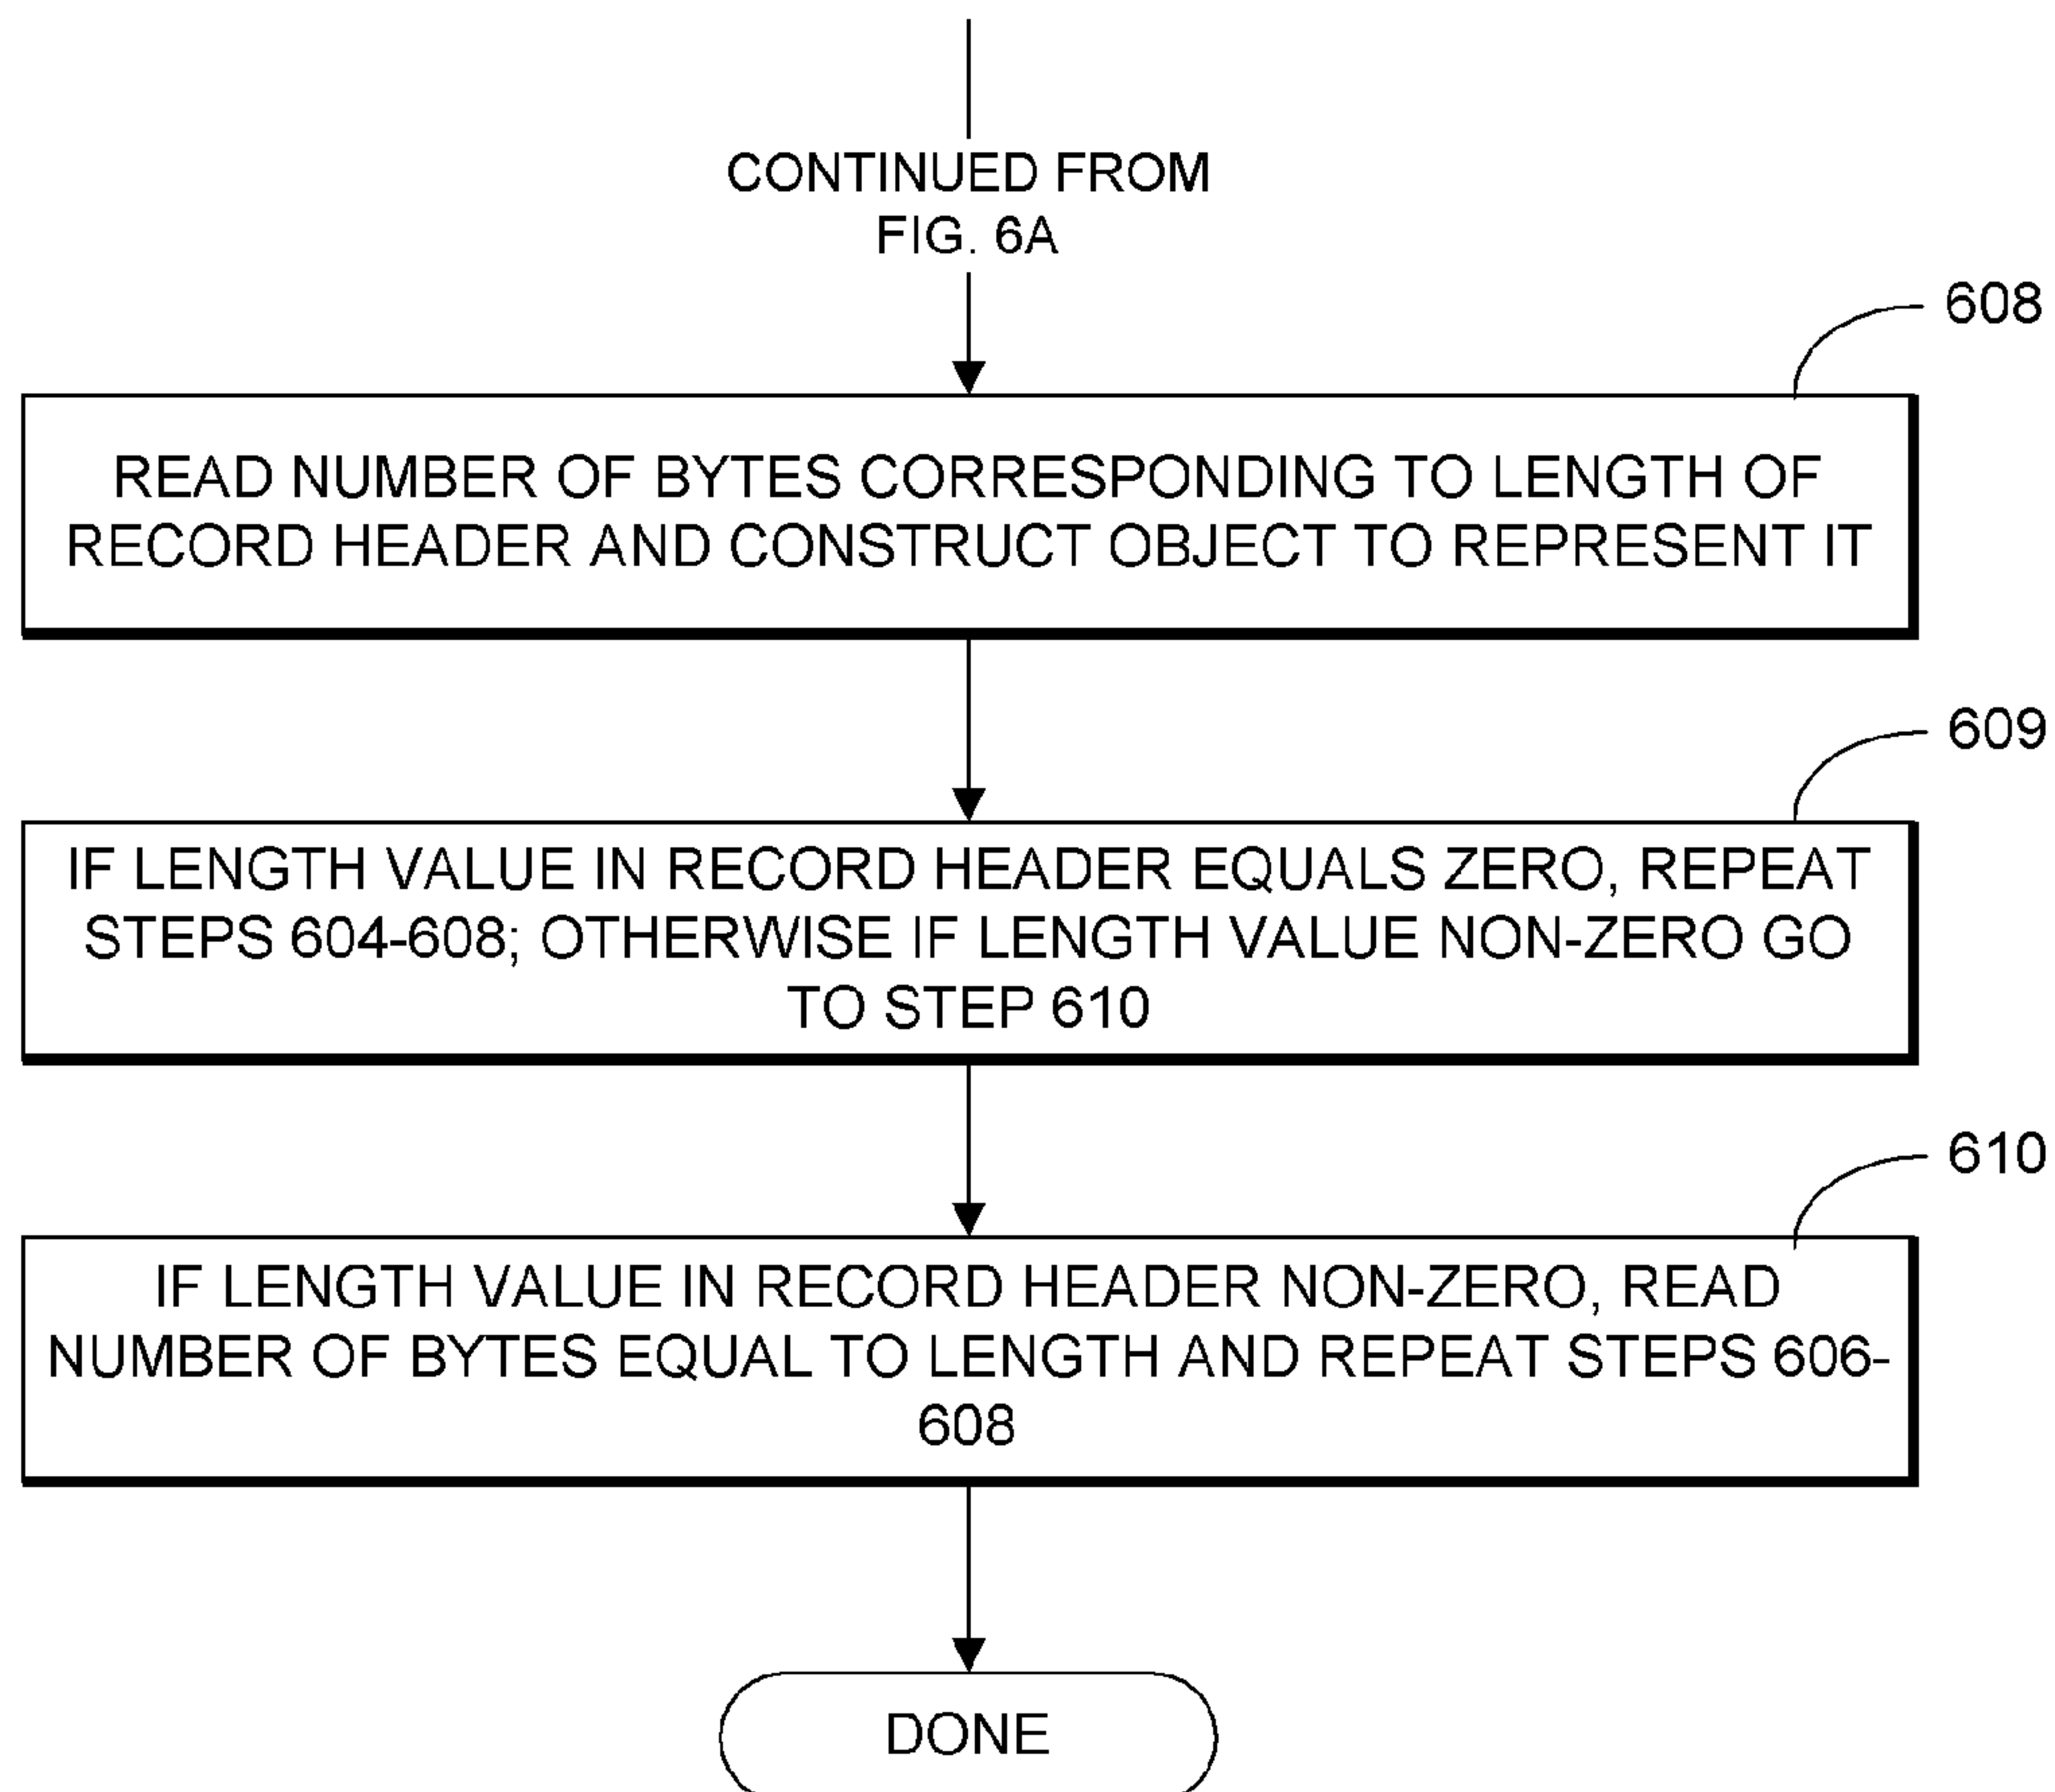 CONTINUED FROM
FIG. 6A
608
READ NUMBER OF BYTES CORRESPONDING TO LENGTH OF
RECORD HEADER AND CONSTRUCT OBJECT TO REPRESENT IT
609
IF LENGTH VALUE IN RECORD HEADER EQUALS ZERO, REPEAT
STEPS 604-608; OTHERWISE IF LENGTH VALUE NON-ZERO GO
TO STEP 610
610
IF LENGTH VALUE IN RECORD HEADER NON-ZERO, READ
NUMBER OF BYTES EQUAL TO LENGTH AND REPEAT STEPS 606-
608
DONE